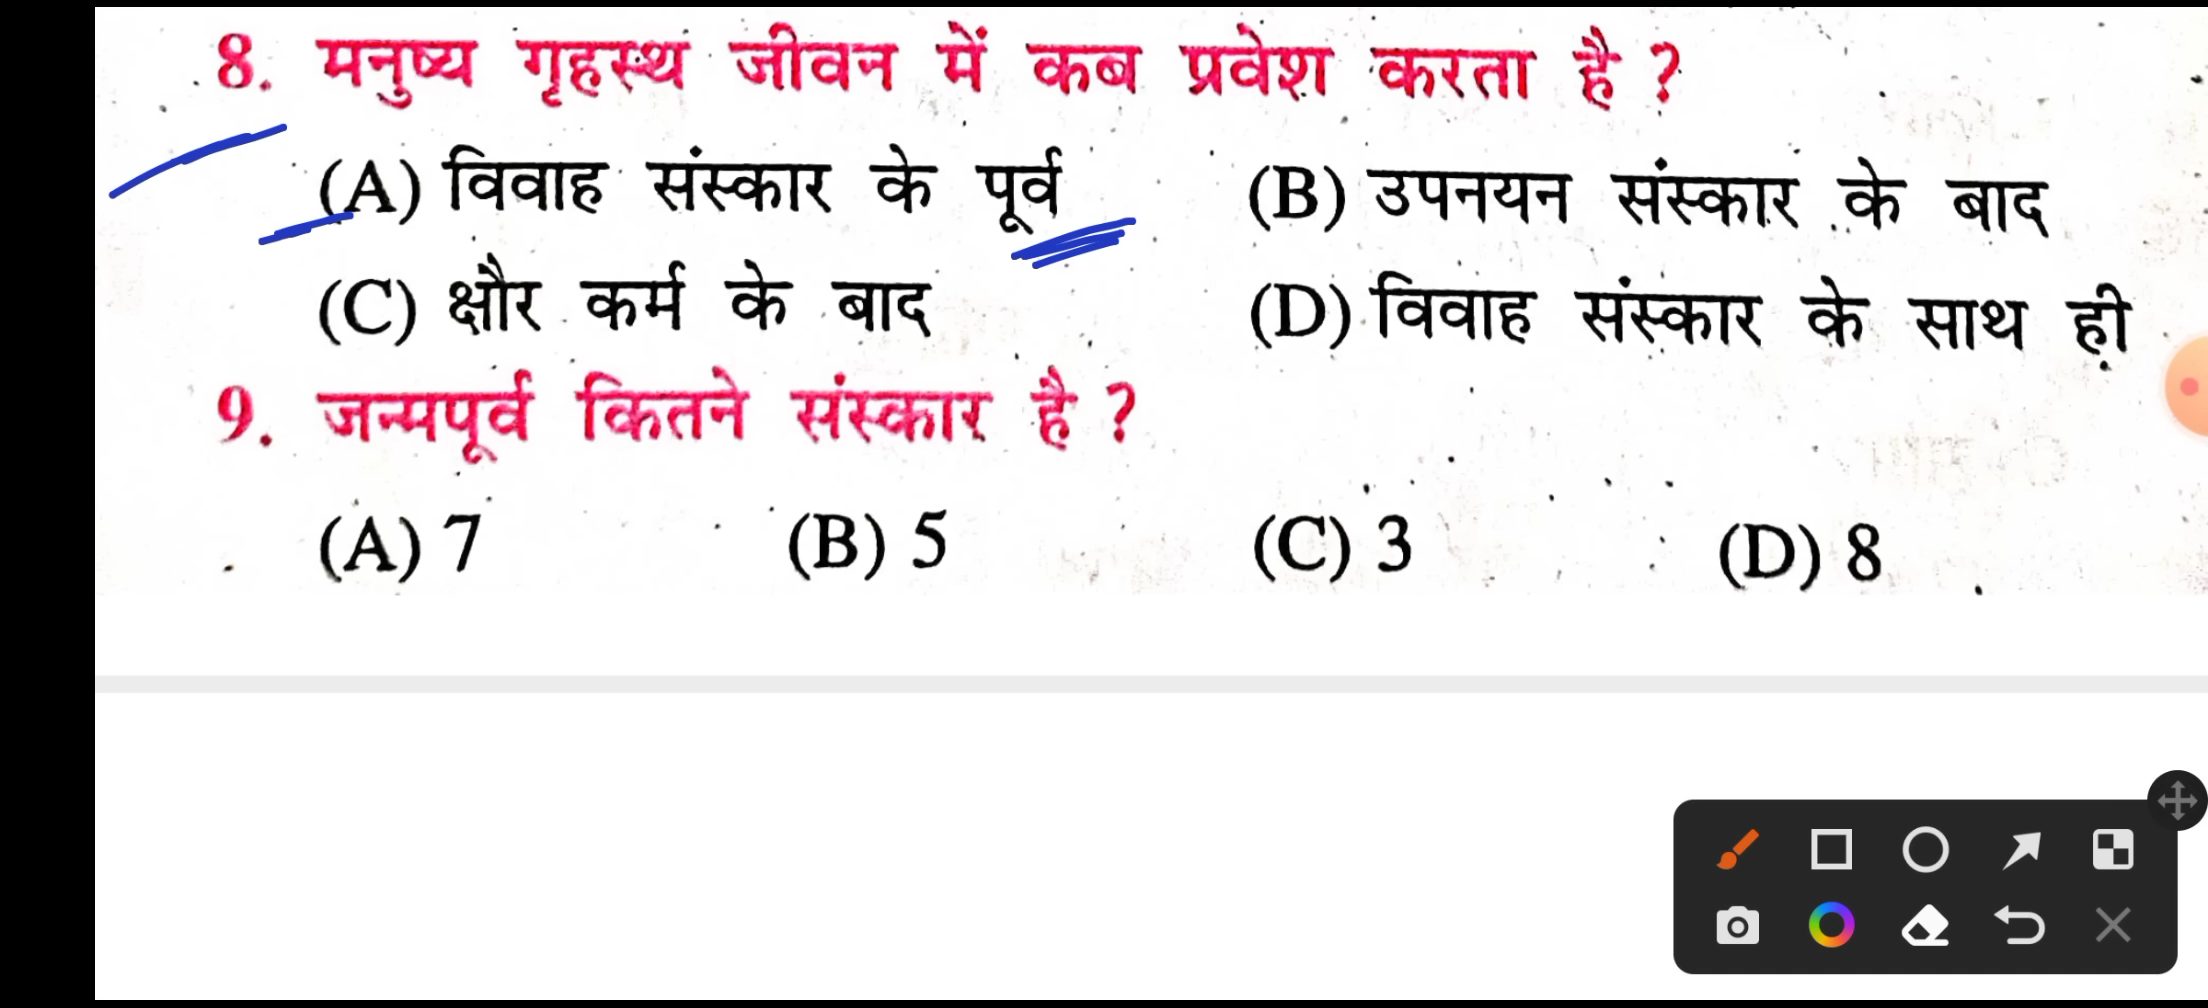 8. मनुष्य गृहस्थ जीवन में कब प्रवेश करता है ?
(A) विवाह संस्कार के पूर्व (B) उपनयन संस्कार के बाद
(C) क्षौर कर्म के बाद (D) विवाह संस्कार के साथ ही
9. जन्मपूर्व कितने संस्कार है ?
(A) 7 (B) 5 (C) 3 (D) 8